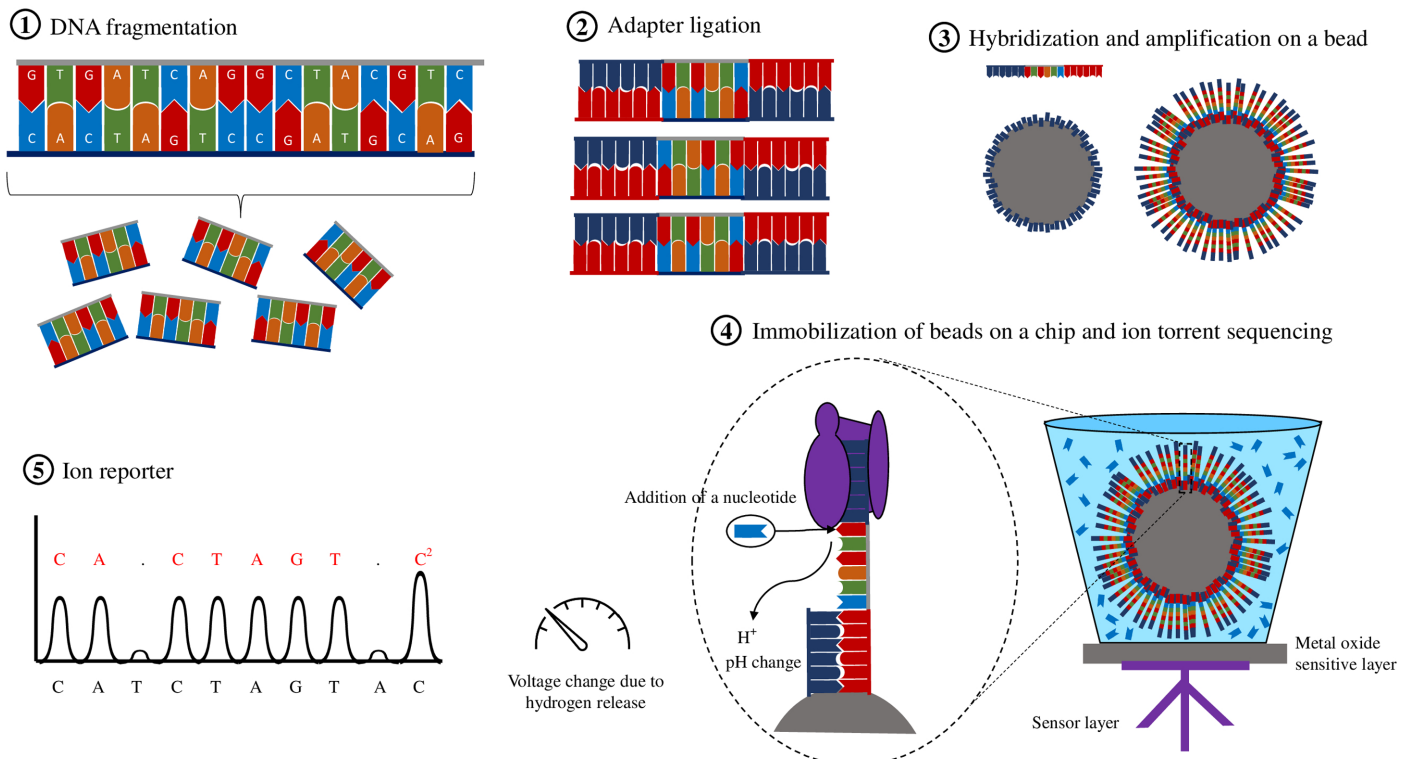 1 DNA fragmentation
G T G A T C A G G C T A C G T C
C A C T A G T C C G A T G C A G
2 Adapter ligation
3 Hybridization and amplification on a bead
4 Immobilization of beads on a chip and ion torrent sequencing
Addition of a nucleotide
H+
pH change
Metal oxide
sensitive layer
Sensor layer
5 Ion reporter
C A . C T A G T . C²
C A T C T A G T A C
Voltage change due to
hydrogen release